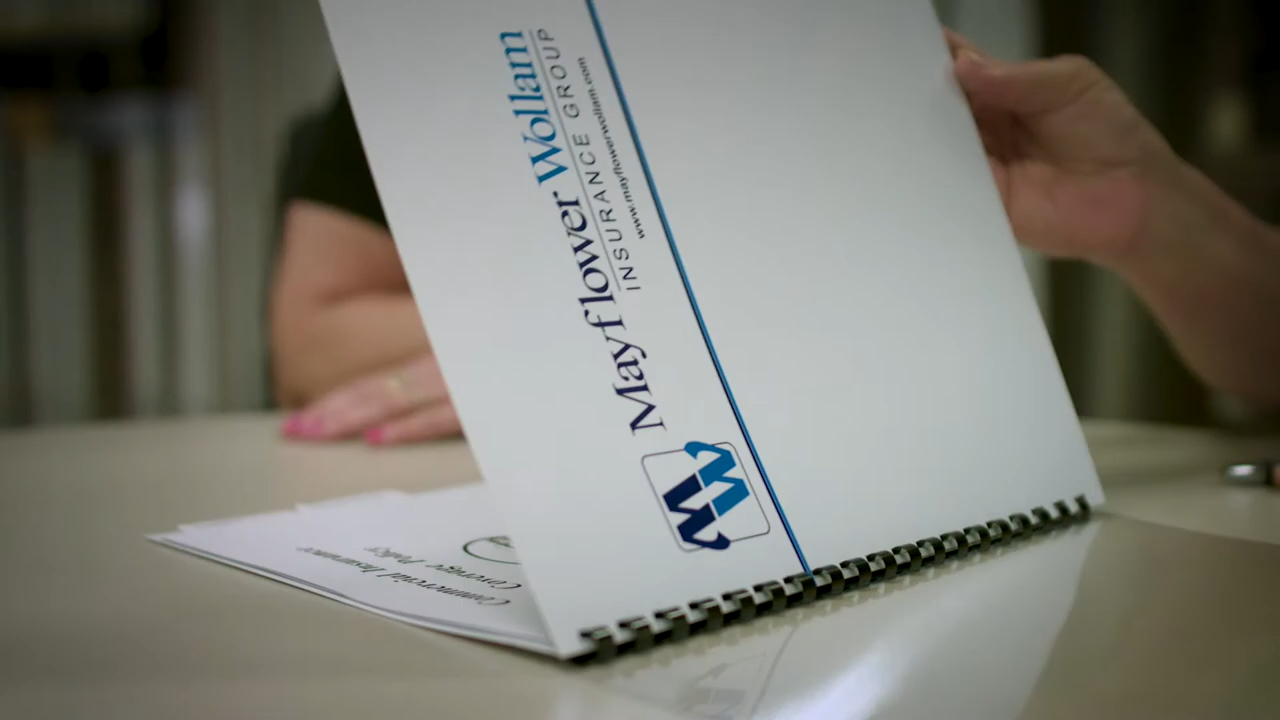 Mayflower Wollam
INSURANCE GROUP
www.mayflowerwollam.com
Commercial Insurance
Coverage Policy